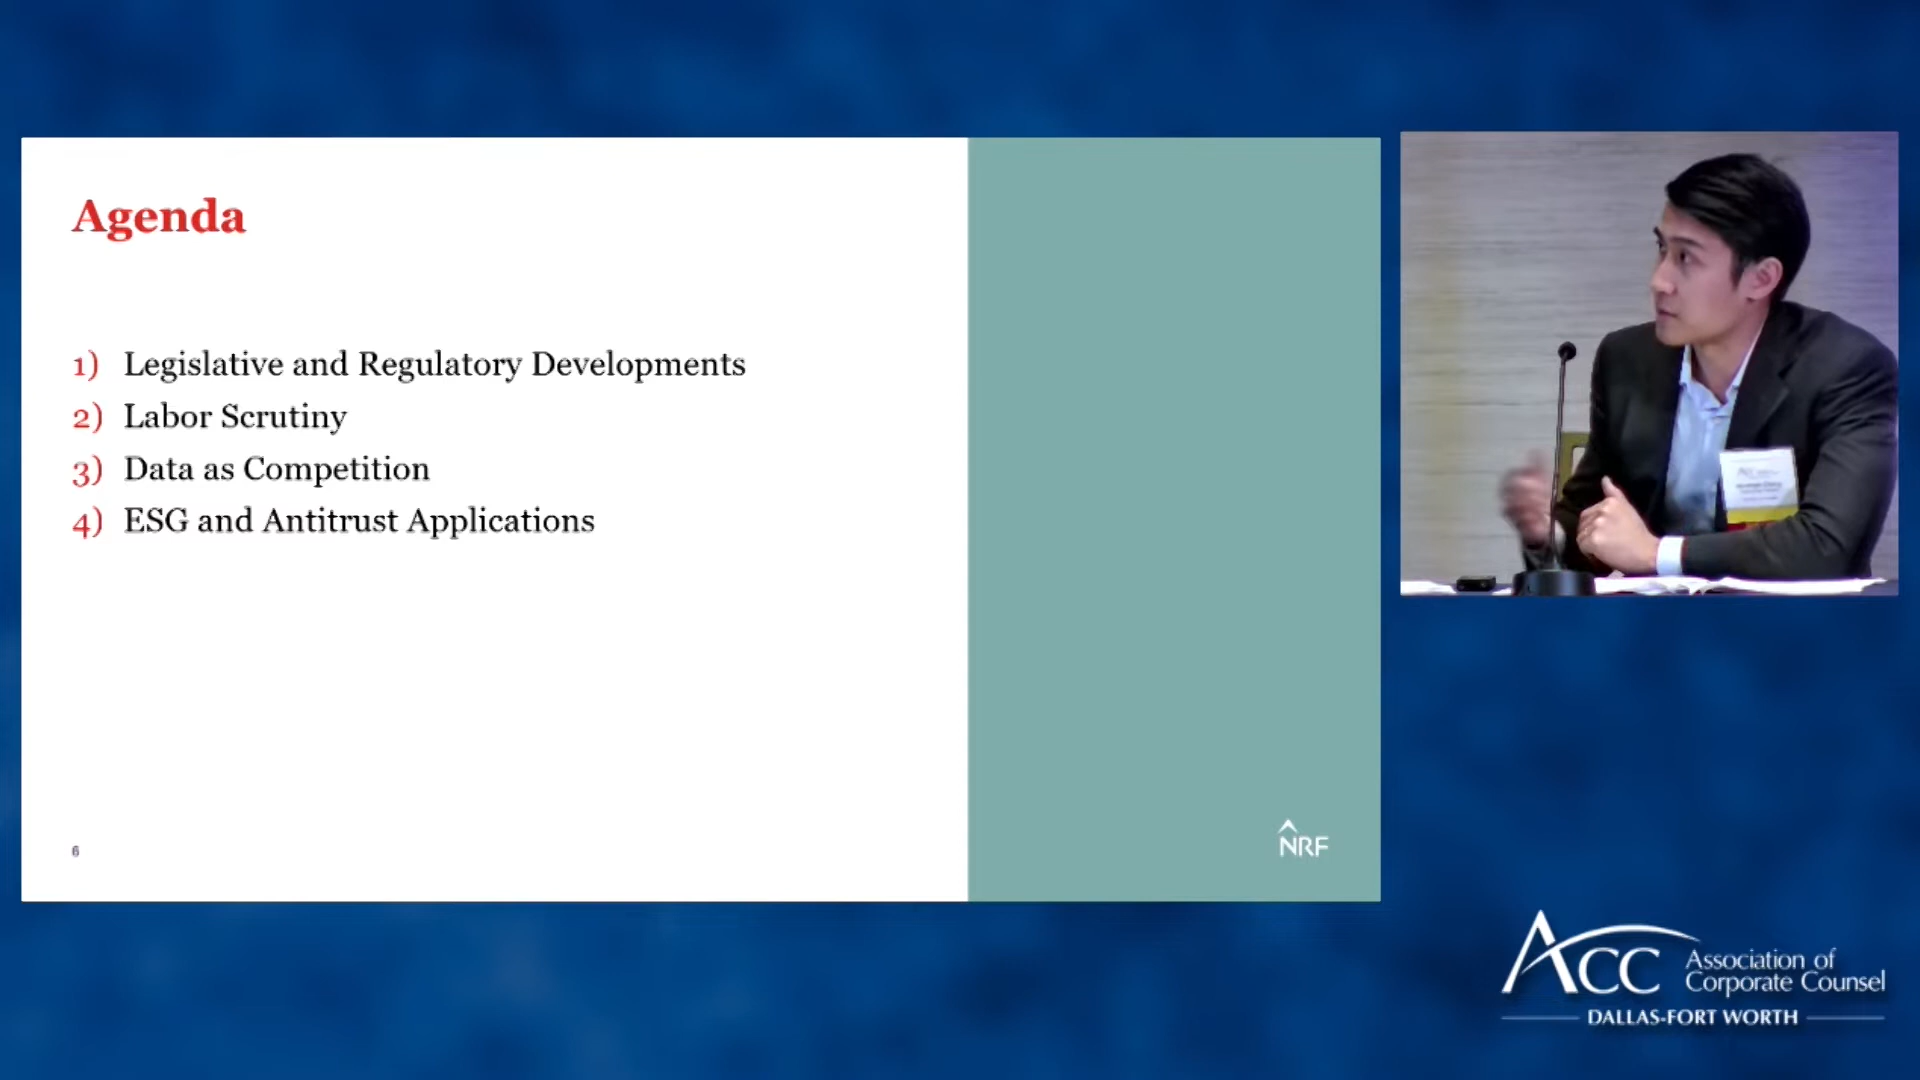 Agenda
1) Legislative and Regulatory Developments
2) Labor Scrutiny
3) Data as Competition
4) ESG and Antitrust Applications
6
NRF
ACC
Association of
Corporate Counsel
DALLAS-FORT WORTH